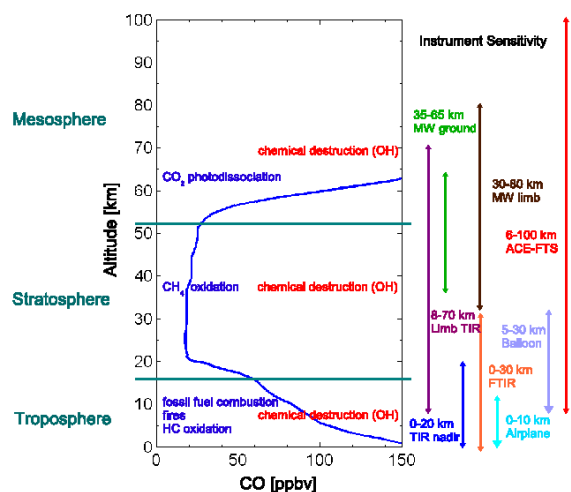 Instrument Sensitivity
Mesosphere
Stratosphere
Troposphere
Altitude [km]
100
90
80
70
60
50
40
30
20
10
0
0
50
100
150
CO [ppbv]
chemical destruction (OH)
CO₂ photodissociation
CH₄ oxidation
chemical destruction (OH)
fossil fuel combustion
fires
HC oxidation
chemical destruction (OH)
35-65 km
MW ground
30-80 km
MW limb
6-100 km
ACE-FTS
8-70 km
Limb TIR
5-30 km
Balloon
0-30 km
FTIR
0-20 km
TIR nadir
0-10 km
Airplane